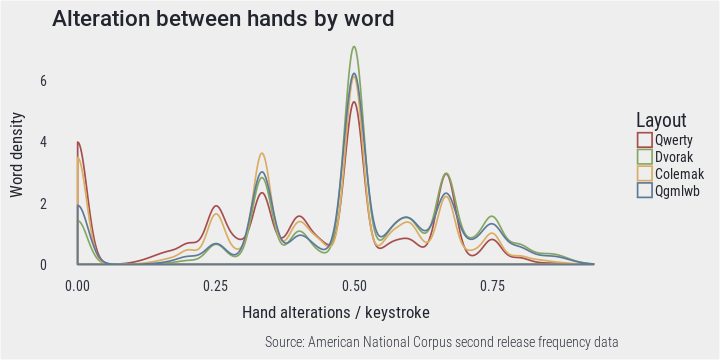 Alteration between hands by word
Word density
6
4
2
0
0.00
0.25
0.50
0.75
Hand alterations / keystroke
Layout
Qwerty
Dvorak
Colemak
Qgmlwb
Source: American National Corpus second release frequency data